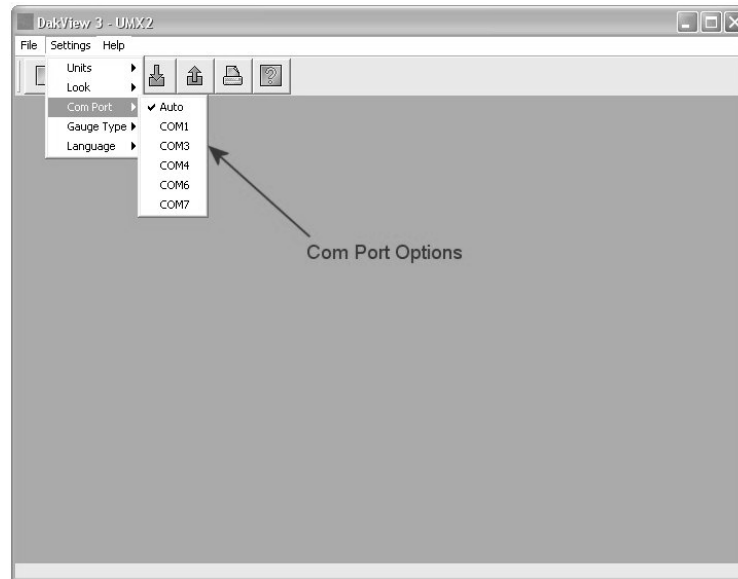 DakView 3 - UMX2
File Settings Help
Units
Look
Com Port
Gauge Type
Language
Auto
COM1
COM3
COM4
COM6
COM7
Com Port Options